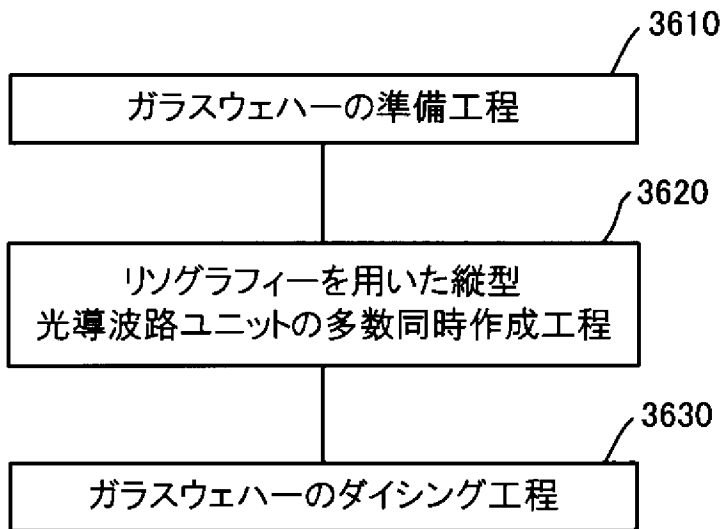 3610
ガラスウェハーの準備工程
3620
リソグラフィーを用いた縦型
光導波路ユニットの多数同時作成工程
3630
ガラスウェハーのダイシング工程